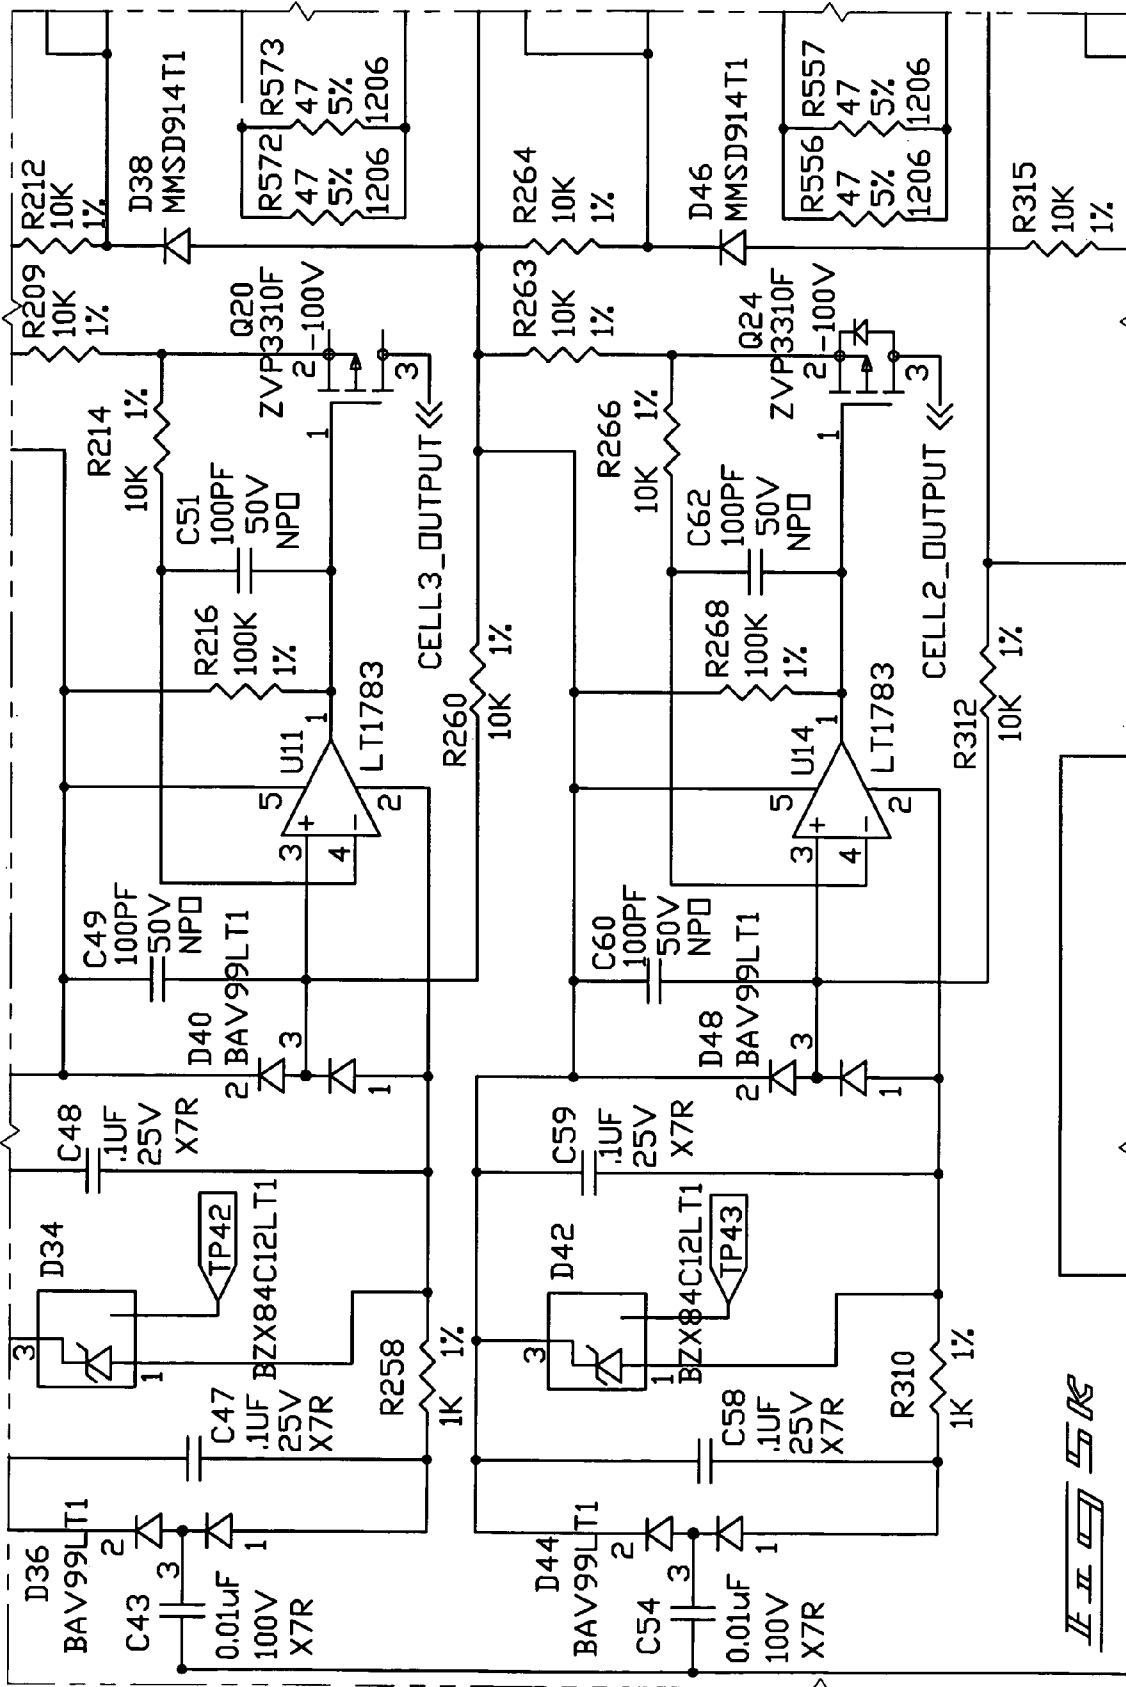 R212
10K
1%
D38
MMSD914T1
R572
47
5%
1206
R573
47
5%
1206
R209
10K
1%
Q20
ZVP3310F
-100V
2
3
1
R214
10K
1%
C51
100PF
50V
NPO
R216
100K
1%
CELL3_OUTPUT
R260
10K
1%
U11
LT1783
5
1
2
3
4
+
-
C49
100PF
50V
NPO
D40
BAV99LT1
2
3
1
C48
.1UF
25V
X7R
D34
TP42
BZX84C12LT1
3
1
R258
1K
1%
C47
.1UF
25V
X7R
D36
BAV99LT1
2
3
1
C43
0.01uF
100V
X7R
R264
10K
1%
D46
MMSD914T1
R556
47
5%
1206
R557
47
5%
1206
R315
10K
1%
R263
10K
1%
Q24
ZVP3310F
-100V
2
3
1
R266
10K
1%
C62
100PF
50V
NPO
R268
100K
1%
CELL2_OUTPUT
R312
10K
1%
U14
LT1783
5
1
2
3
4
+
-
C60
100PF
50V
NPO
D48
BAV99LT1
2
3
1
C59
.1UF
25V
X7R
D42
TP43
BZX84C12LT1
3
1
R310
1K
1%
C58
.1UF
25V
X7R
D44
BAV99LT1
2
3
1
C54
0.01uF
100V
X7R
Fig 5K